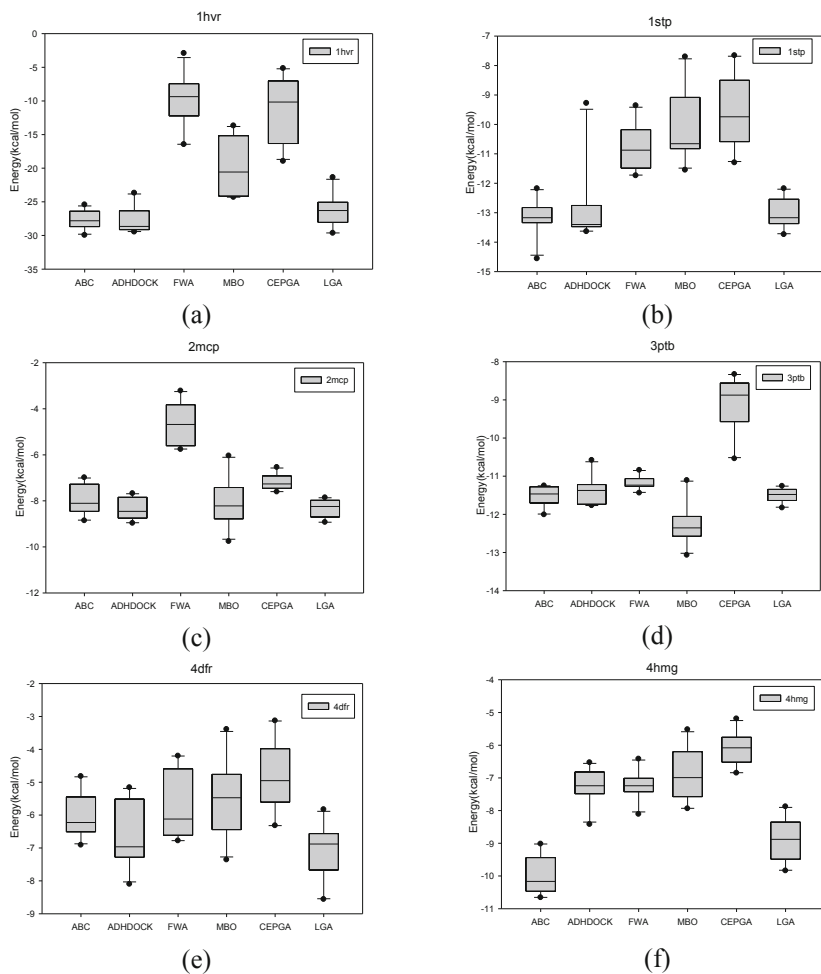 1hvr
1hvr
Energy(kcal/mol)
0
-5
-10
-15
-20
-25
-30
-35
ABC ADHDOCK FWA MBO CEPGA LGA
(a)
1stp
1stp
Energy(kcal/mol)
-7
-8
-9
-10
-11
-12
-13
-14
-15
ABC ADHDOCK FWA MBO CEPGA LGA
(b)
2mcp
2mcp
Energy(kcal/mol)
-2
-4
-6
-8
-10
-12
ABC ADHDOCK FWA MBO CEPGA LGA
(c)
3ptb
3ptb
Energy(kcal/mol)
-8
-9
-10
-11
-12
-13
-14
ABC ADHDOCK FWA MBO CEPGA LGA
(d)
4dfr
4dfr
Energy(kcal/mol)
-2
-3
-4
-5
-6
-7
-8
-9
ABC ADHDOCK FWA MBO CEPGA LGA
(e)
4hmg
4hmg
Energy(kcal/mol)
-4
-5
-6
-7
-8
-9
-10
-11
ABC ADHDOCK FWA MBO CEPGA LGA
(f)